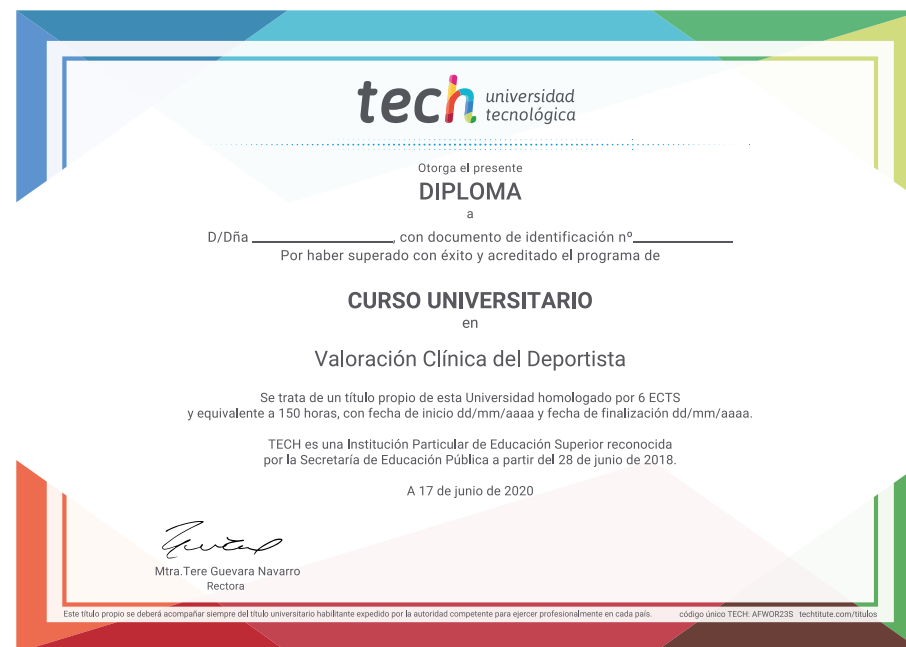 tech universidad
tecnológica
Otorga el presente
DIPLOMA
a
D/Dña ____________________, con documento de identificación nº______________
Por haber superado con éxito y acreditado el programa de
CURSO UNIVERSITARIO
en
Valoración Clínica del Deportista
Se trata de un título propio de esta Universidad homologado por 6 ECTS
y equivalente a 150 horas, con fecha de inicio dd/mm/aaaa y fecha de finalización dd/mm/aaaa.
TECH es una Institución Particular de Educación Superior reconocida
por la Secretaría de Educación Pública a partir del 28 de junio de 2018.
A 17 de junio de 2020
Mtra.Tere Guevara Navarro
Rectora
Este título propio se deberá acompañar siempre del título universitario habilitante expedido por la autoridad competente para ejercer profesionalmente en cada país. código único TECH: AFWOR23S techtitute.com/títulos